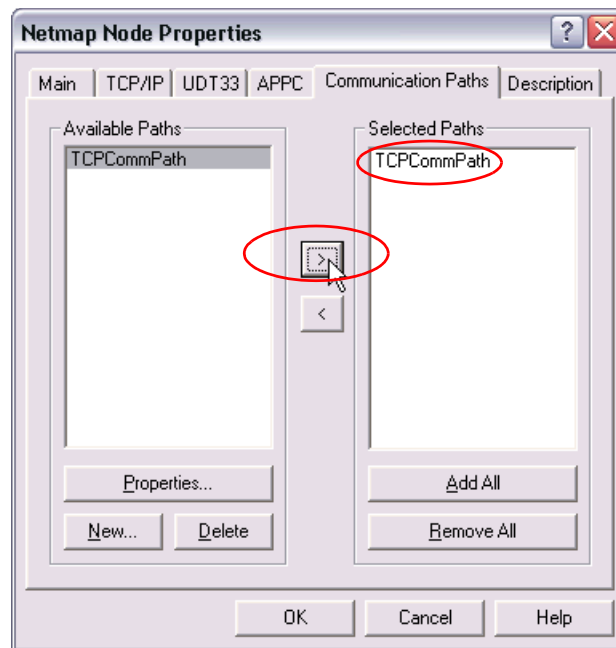 Netmap Node Properties
?
X
Main
TCP/IP
UDT33
APPC
Communication Paths
Description
Available Paths
TCPCommPath
Properties...
New...
Delete
>
<
Selected Paths
TCPCommPath
Add All
Remove All
OK
Cancel
Help